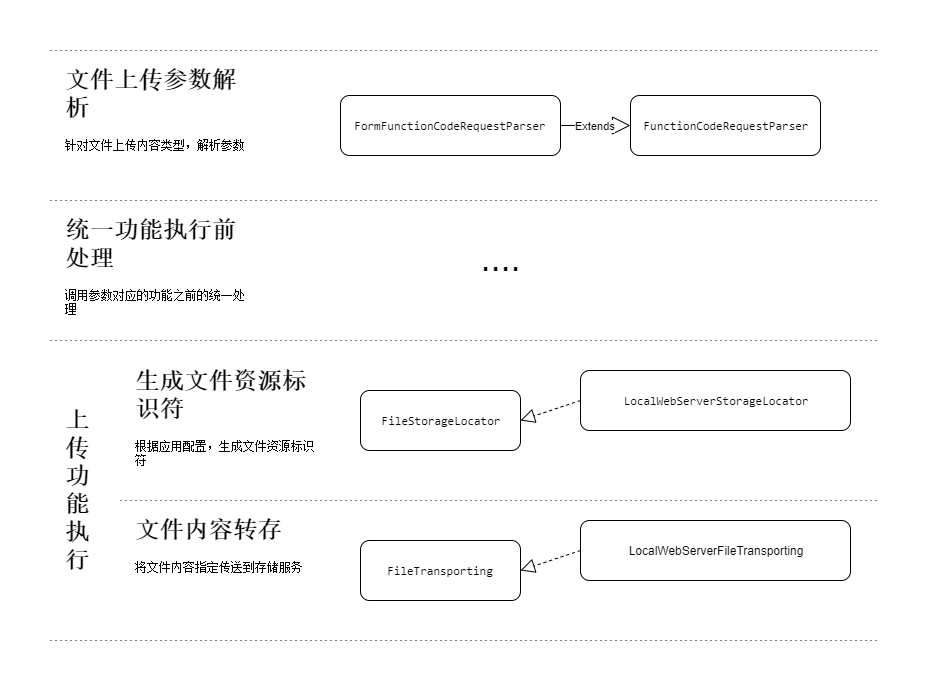 文件上传参数解
析
针对文件上传内容类型，解析参数
FormFunctionCodeRequestParser
Extends
FunctionCodeRequestParser
统一功能执行前
处理
调用参数对应的功能之前的统一处
理
....
上
传
功
能
执
行
生成文件资源标
识符
根据应用配置，生成文件资源标识
符
FileStorageLocator
LocalWebServerStorageLocator
文件内容转存
将文件内容指定传送到存储服务
FileTransporting
LocalWebServerFileTransporting